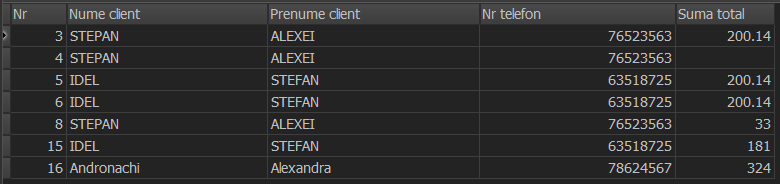 Nr Nume client Prenume client Nr telefon Suma total
3 STEPAN ALEXEI 76523563 200.14
4 STEPAN ALEXEI 76523563
5 IDEL STEFAN 63518725 200.14
6 IDEL STEFAN 63518725 200.14
8 STEPAN ALEXEI 76523563 33
15 IDEL STEFAN 63518725 181
16 Andronachi Alexandra 78624567 324